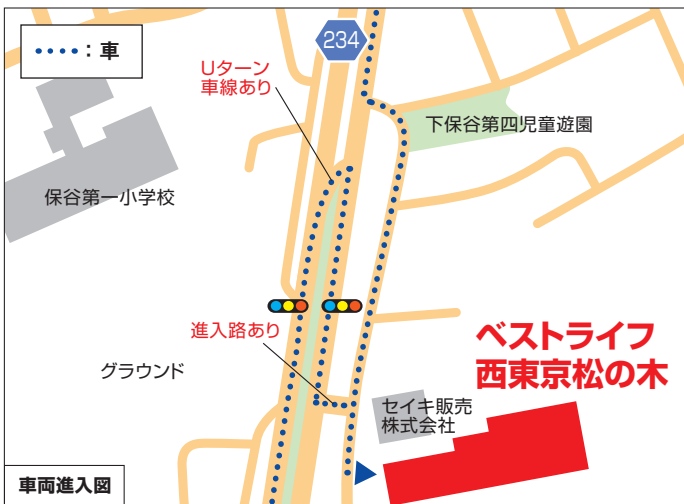 :車
234
Uターン
車線あり
下保谷第四児童遊園
保谷第一小学校
進入路あり
グラウンド
ベストライフ
西東京松の木
セイキ販売
株式会社
車両進入図